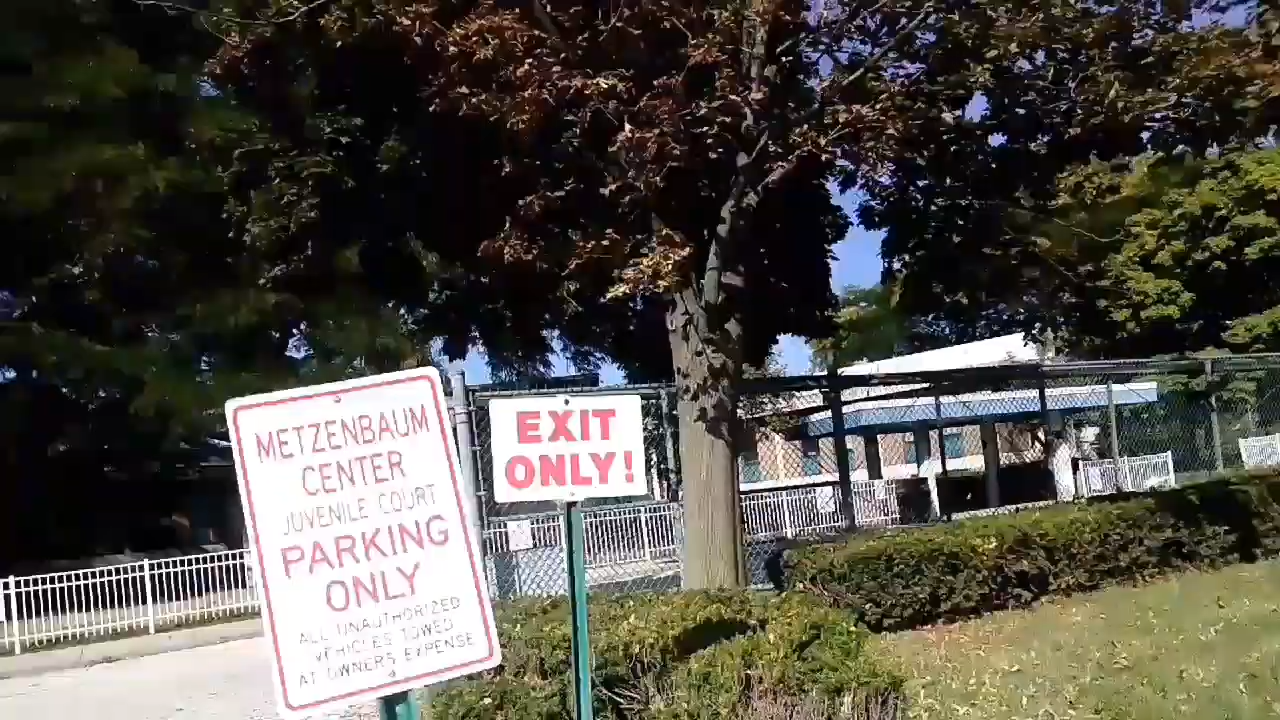 METZENBAUM
CENTER
JUVENILE COURT
PARKING
ONLY
ALL UNAUTHORIZED
VEHICLES TOWED
AT OWNERS EXPENSE
EXIT
ONLY!